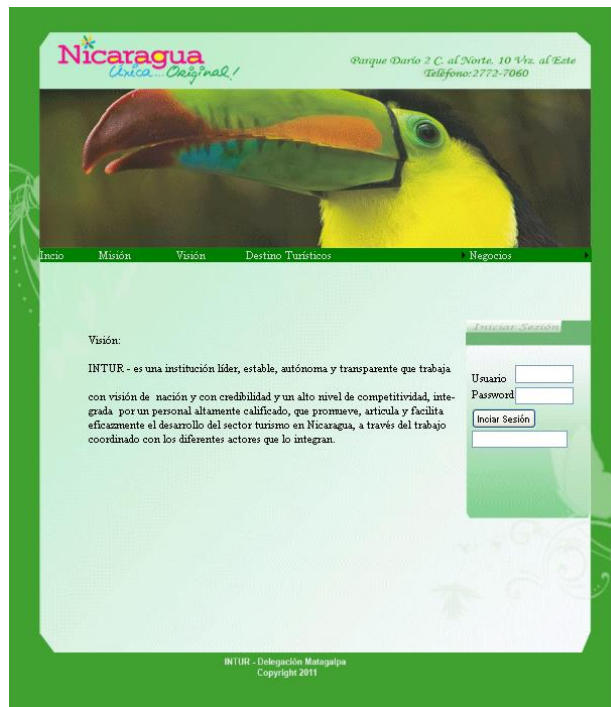 Nicaragua
Unica... Original!
Parque Darío 2 C. al Norte, 10 Vrz. al Este
Teléfono:2772-7060
Incio Misión Visión Destino Turísticos Negocios
Iniciar Sesión
Visión:
INTUR - es una institución líder, estable, autónoma y transparente que trabaja
con visión de nación y con credibilidad y un alto nivel de competitividad, inte-
grada por un personal altamente calificado, que promueve, articula y facilita
eficazmente el desarrollo del sector turismo en Nicaragua, a través del trabajo
coordinado con los diferentes actores que lo integran.
Usuario
Password
Inciar Sesión
INTUR - Delegación Matagalpa
Copyright 2011